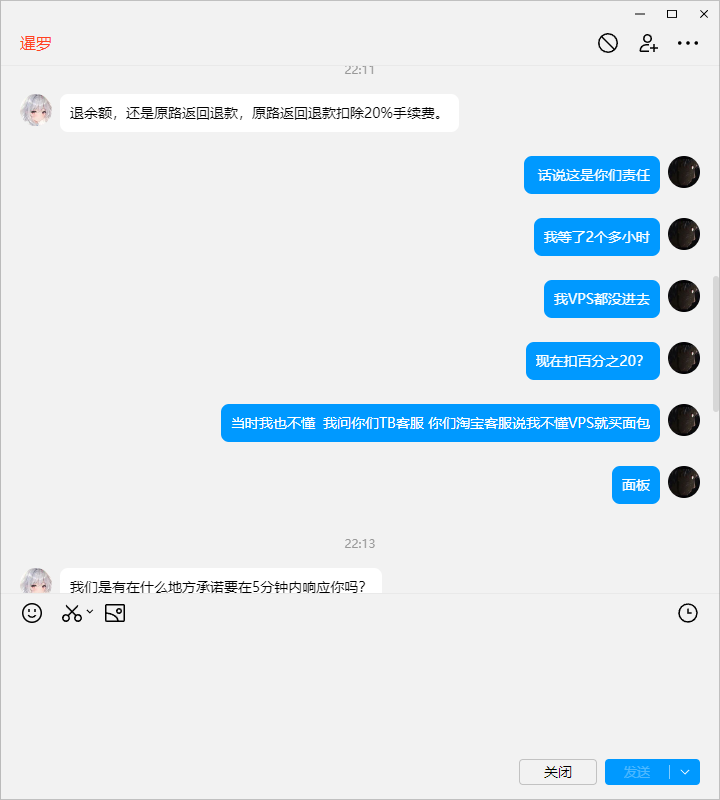 暹罗
22:11
退余额，还是原路返回退款，原路返回退款扣除20%手续费。
话说这是你们责任
我等了2个多小时
我VPS都没进去
现在扣百分之20？
当时我也不懂 我问你们TB客服 你们淘宝客服说我不懂VPS就买面包
面板
22:13
我们是有在什么地方承诺要在5分钟内响应你吗？
关闭
发送